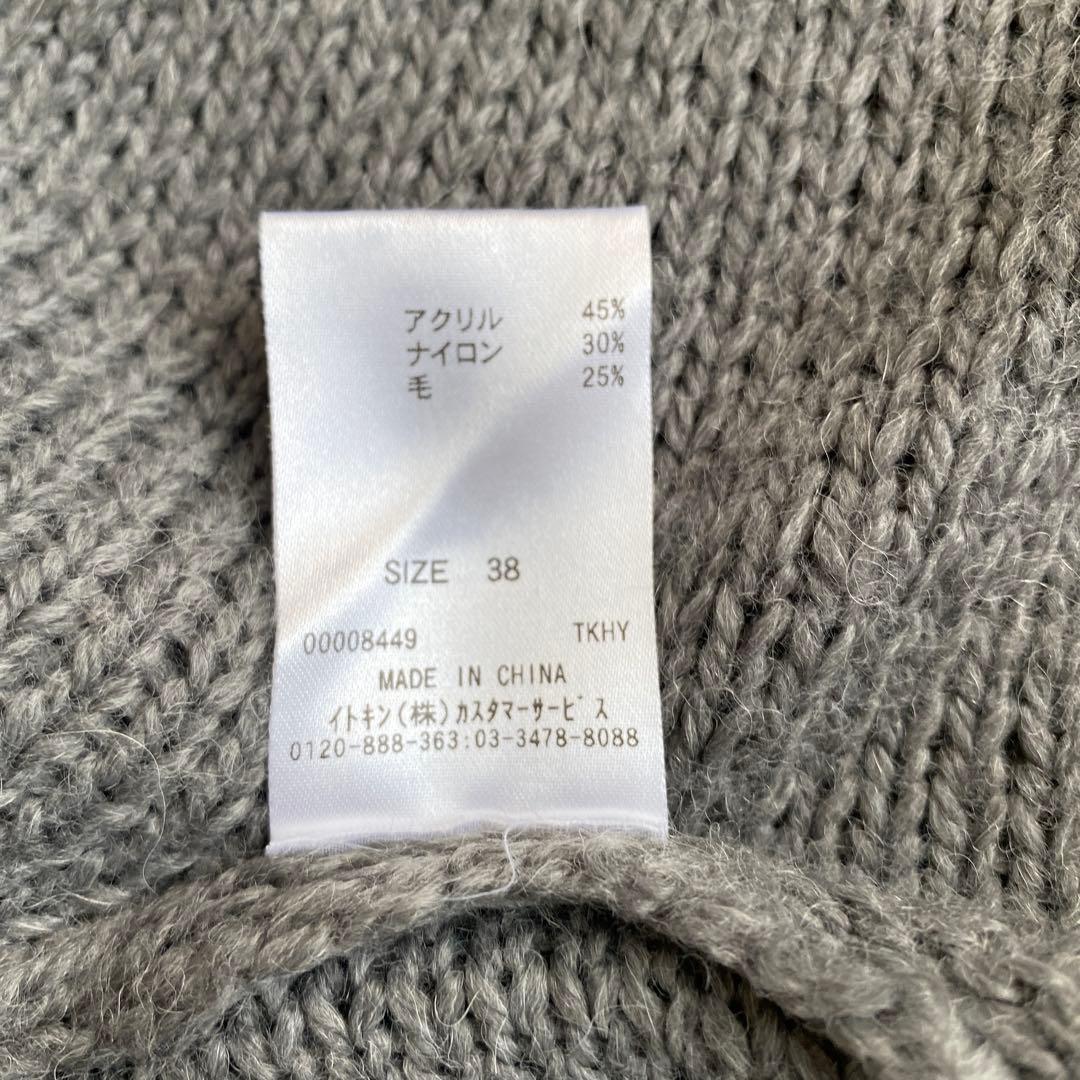 アクリル 45%
ナイロン 30%
毛 25%
SIZE 38
00008449 TKHY
MADE IN CHINA
ｲﾄｷﾝ(株)ｶｽﾀﾏｰｻｰﾋﾞｽ
0120-888-363:03-3478-8088